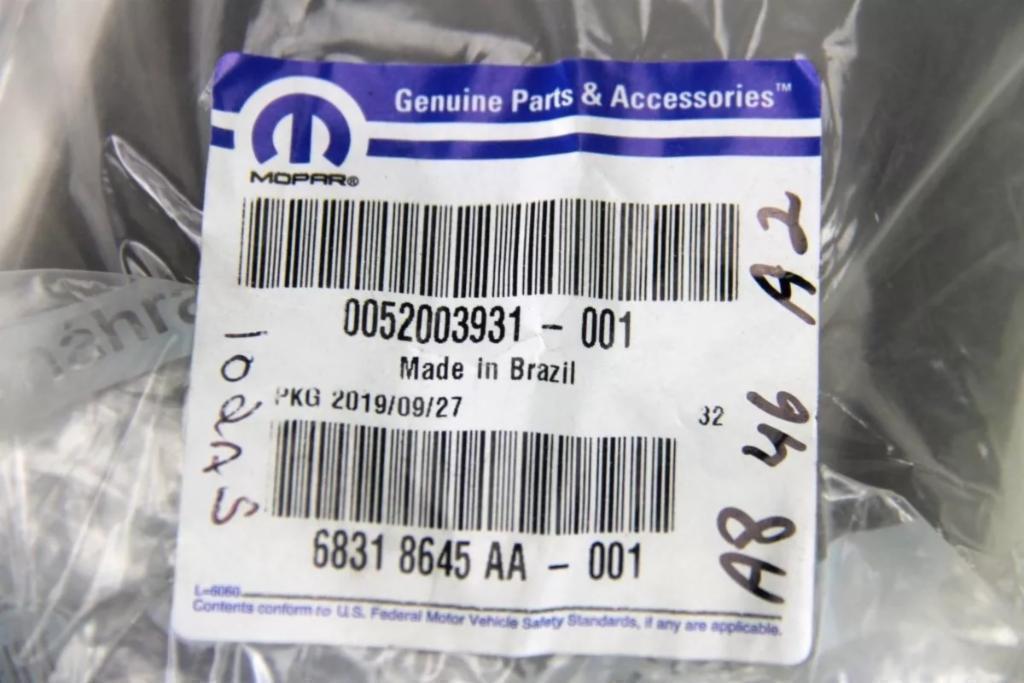 Genuine Parts & Accessories™
MOPAR®
0052003931 - 001
Made in Brazil
PKG 2019/09/27
32
6831 8645 AA - 001
L-6060
Contents conform to U.S. Federal Motor Vehicle Safety Standards, if any are applicable.
A8 46 A2